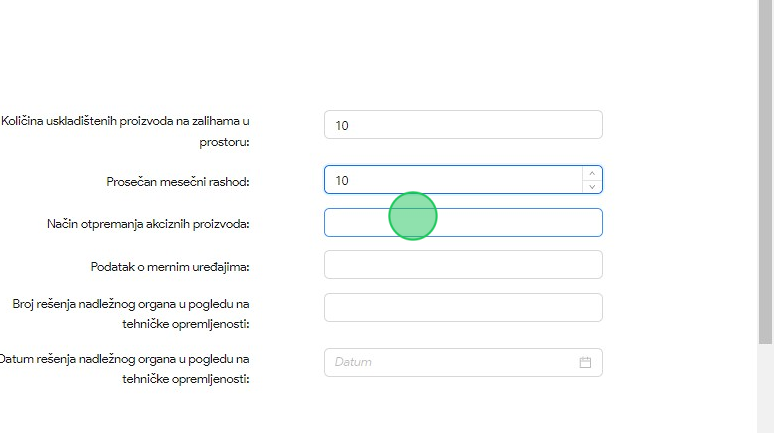 Količina uskladištenih proizvoda na zalihama u
prostoru:
10
Prosečan mesečni rashod:
10
Način otpremanja akciznih proizvoda:
Podatak o mernim uređajima:
Broj rešenja nadležnog organa u pogledu na
tehničke opremljenosti:
Datum rešenja nadležnog organa u pogledu na
tehničke opremljenosti:
Datum